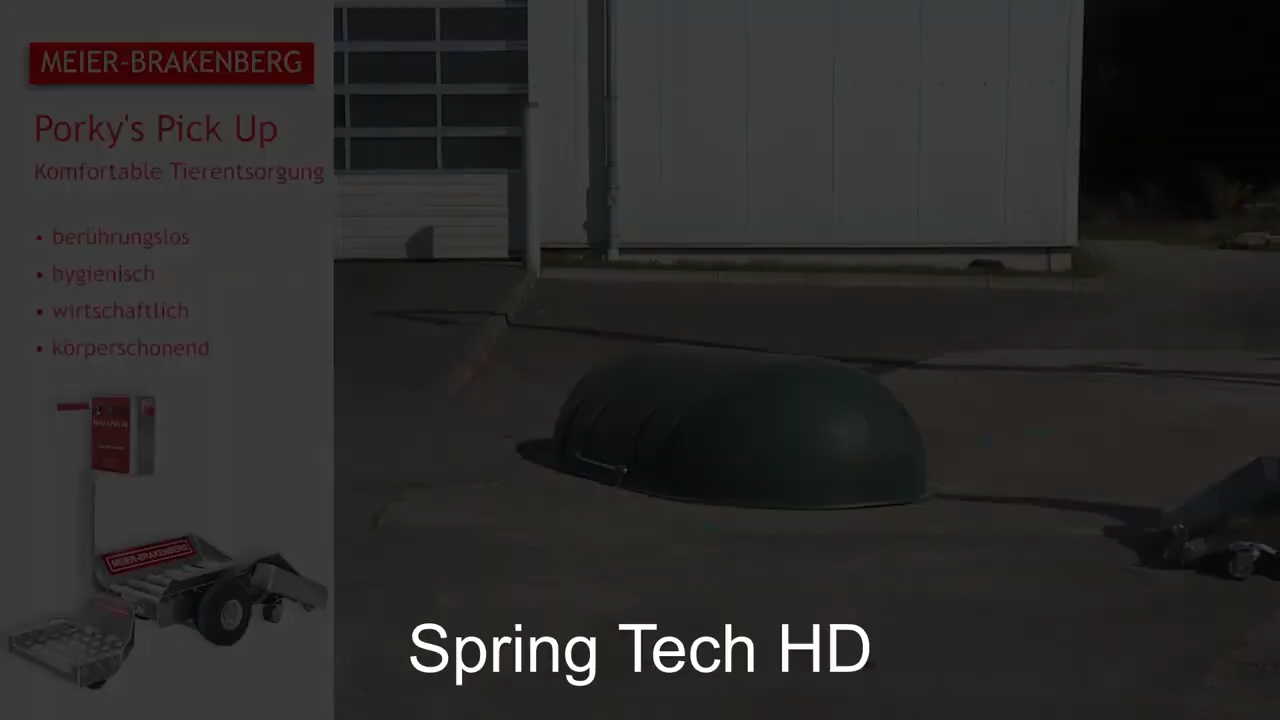 MEIER-BRAKENBERG
Porky's Pick Up
Komfortable Tierentsorgung
• berührungslos
• hygienisch
• wirtschaftlich
• körperschonend
MEIER-BRAKENBERG
Spring Tech HD